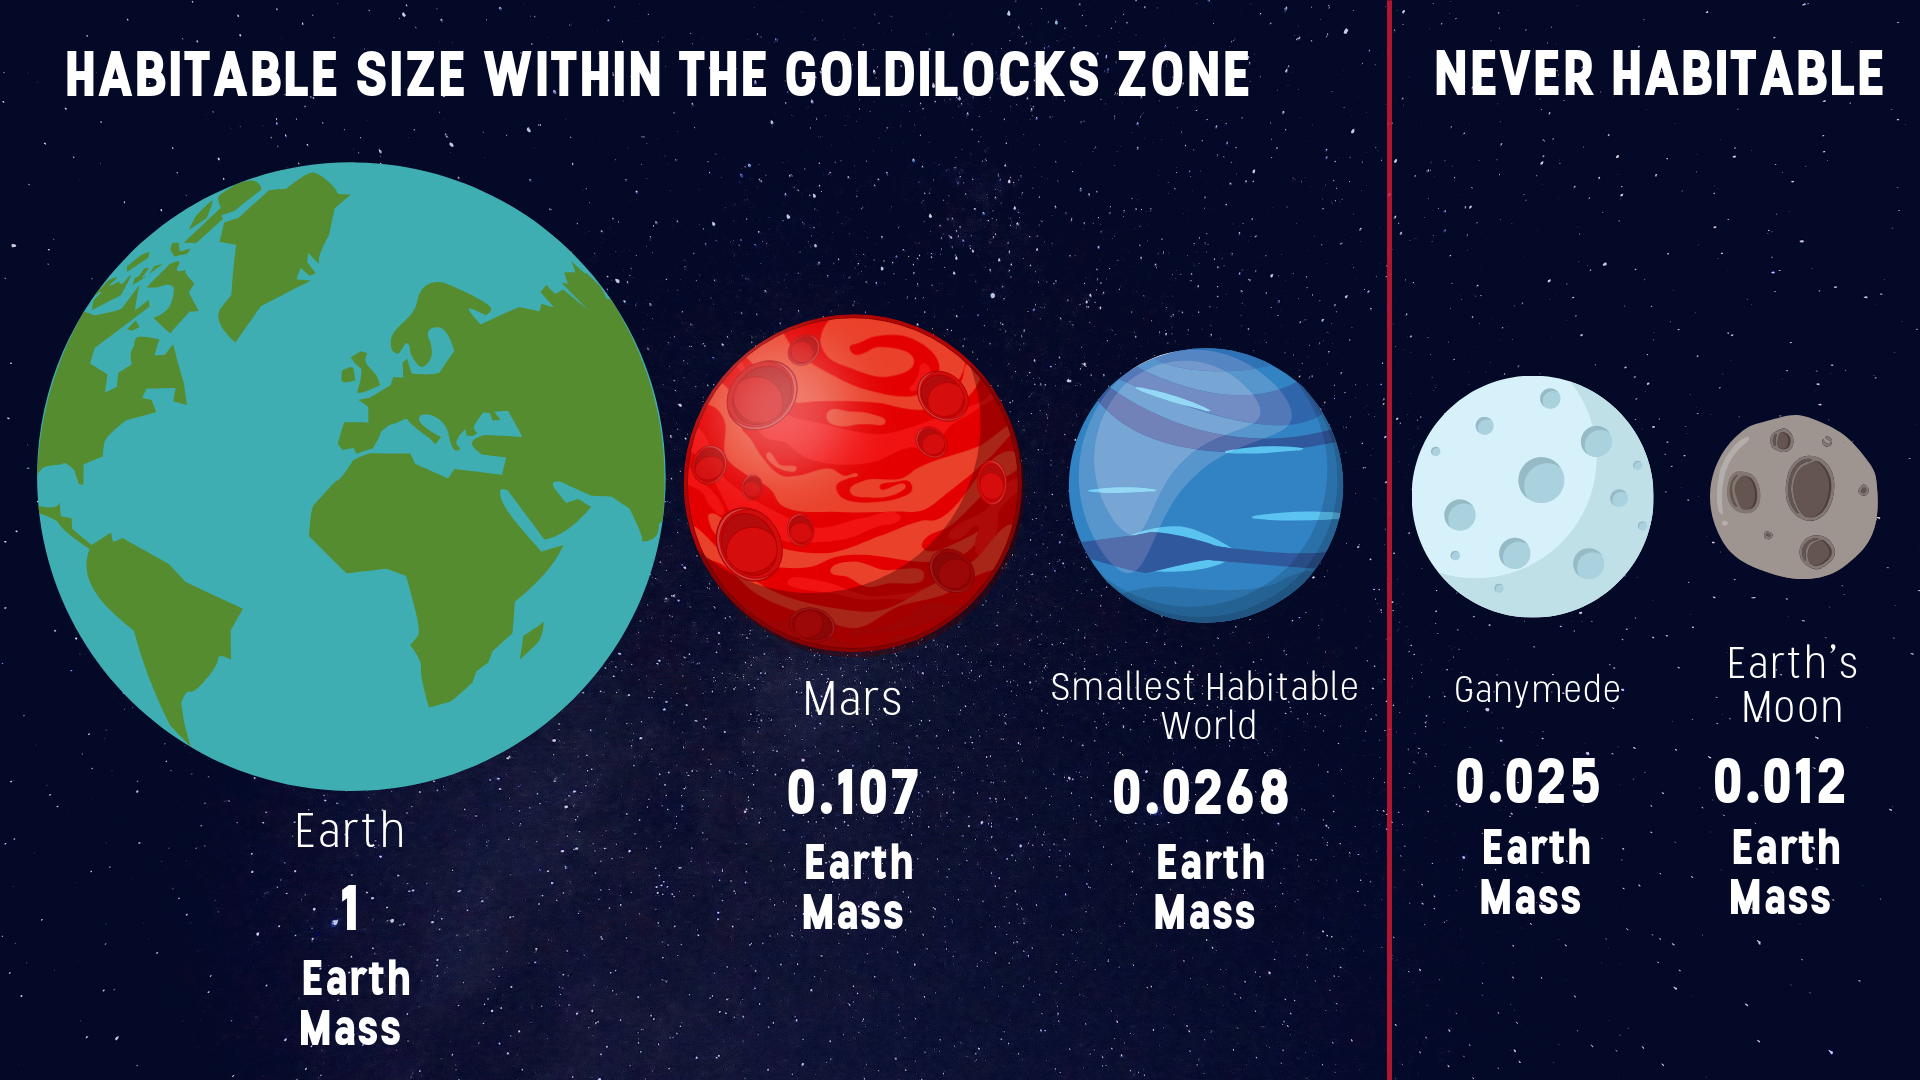 HABITABLE SIZE WITHIN THE GOLDILOCKS ZONE
NEVER HABITABLE
Earth
1
Earth
Mass
Mars
0.107
Earth
Mass
Smallest Habitable
World
0.0268
Earth
Mass
Ganymede
0.025
Earth
Mass
Earth's
Moon
0.012
Earth
Mass